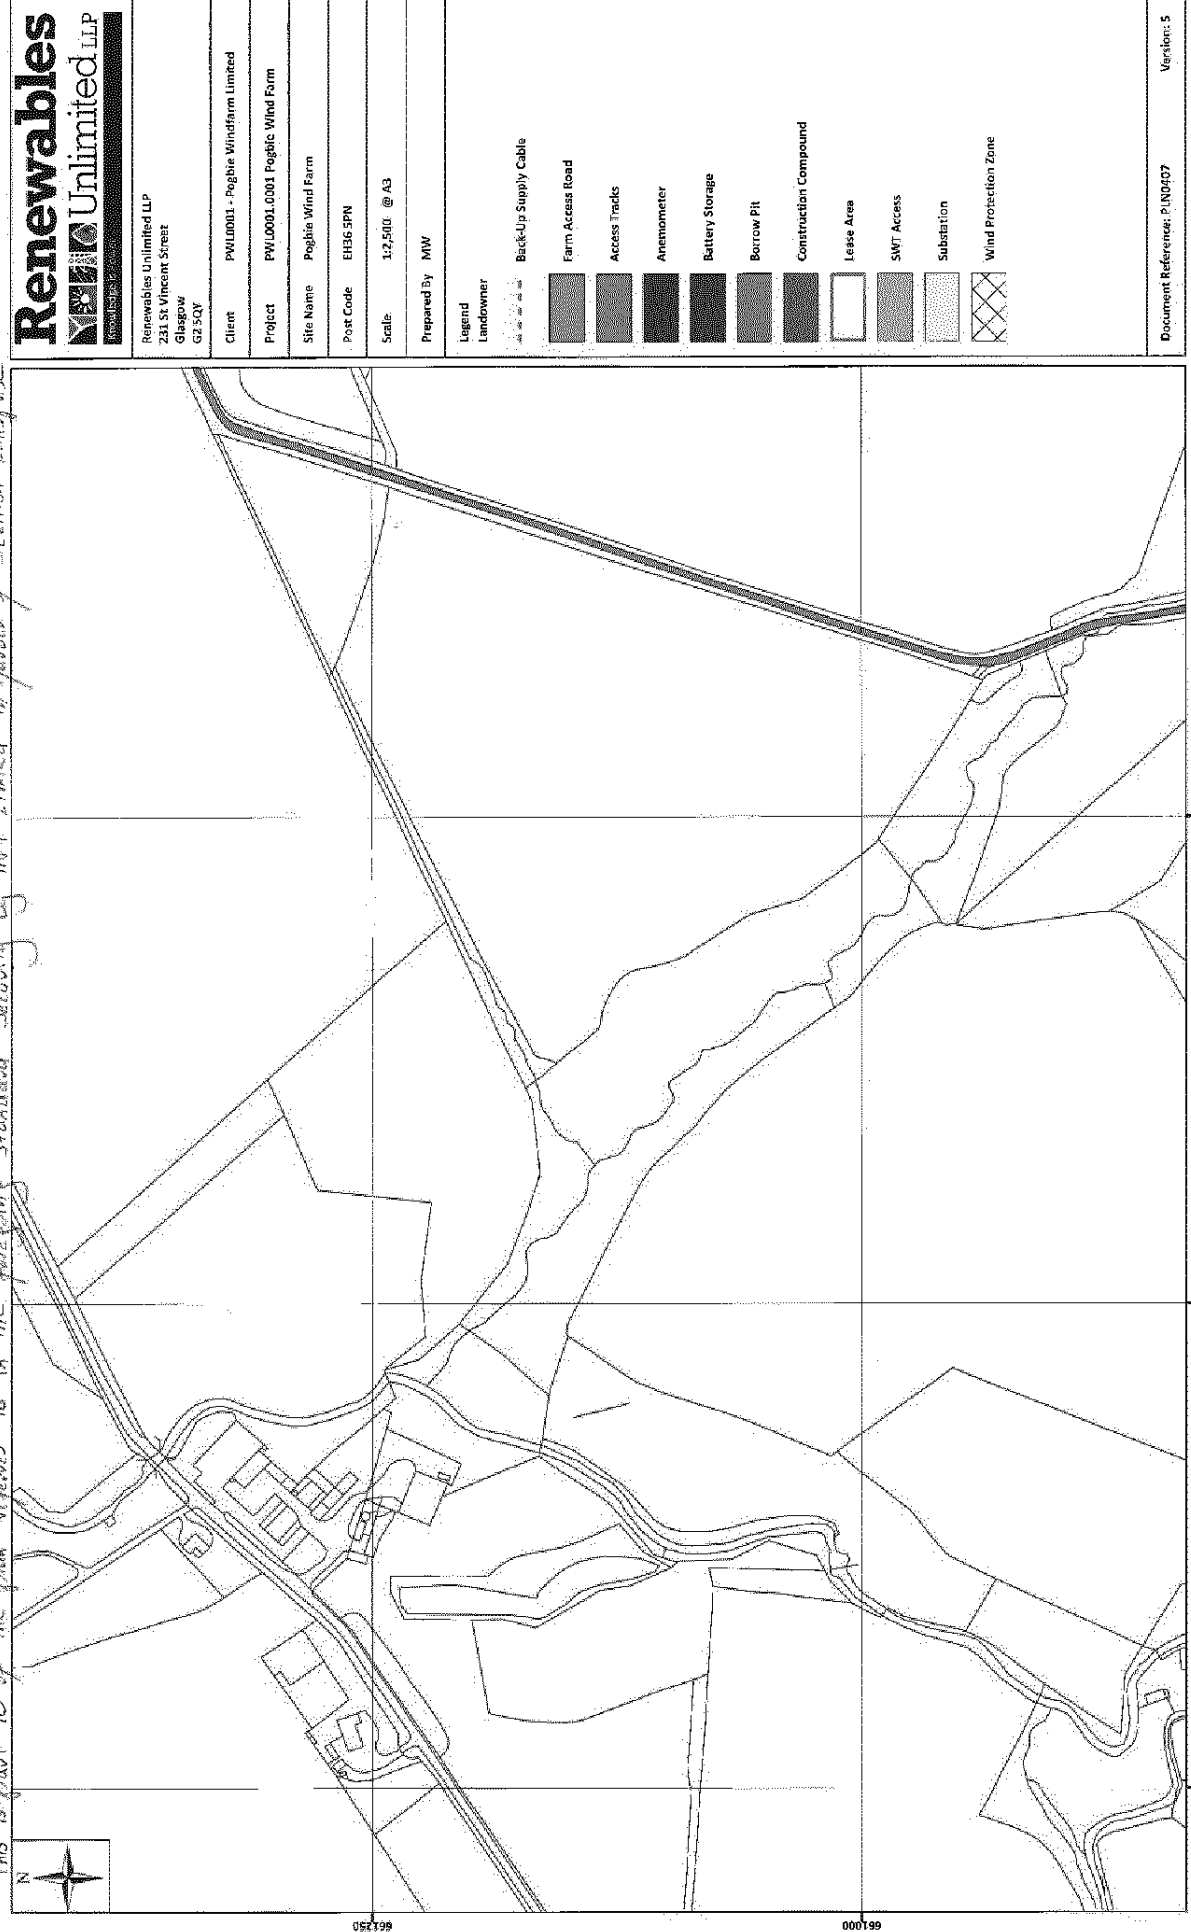 Renewables
Unlimited LLP
Renewables Unlimited LLP
231 St Vincent Street
Glasgow
G2 5QY
Client PWL0001 - Pogbie Windfarm Limited
Project PWL0001.0001 Pogbie Wind Farm
Site Name Pogbie Wind Farm
Post Code EH36 5PN
Scale 1:2,500 @ A3
Prepared By MW
Legend
Landowner
Back-Up Supply Cable
Farm Access Road
Access Tracks
Anemometer
Battery Storage
Borrow Pit
Construction Compound
Lease Area
SWT Access
Substation
Wind Protection Zone
Document Reference: PLN0407 Version: 5
N
661250
661000